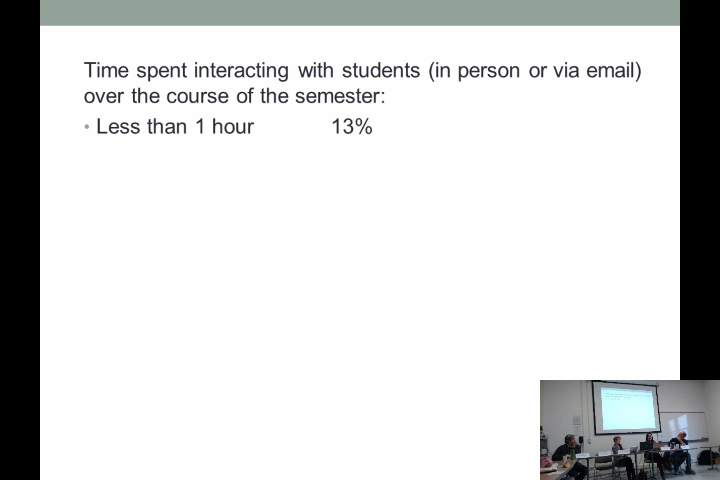 Time spent interacting with students (in person or via email)
over the course of the semester:
• Less than 1 hour 13%